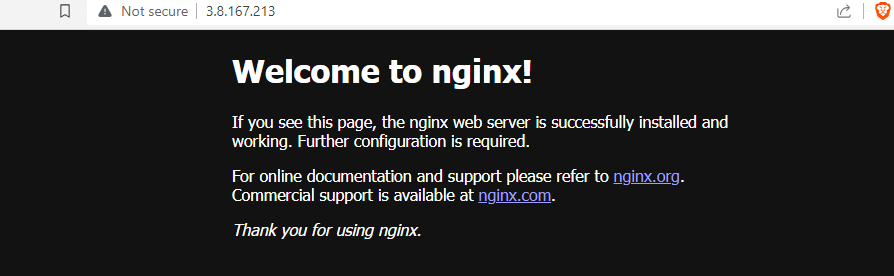 Not secure 3.8.167.213
Welcome to nginx!
If you see this page, the nginx web server is successfully installed and
working. Further configuration is required.
For online documentation and support please refer to nginx.org.
Commercial support is available at nginx.com.
Thank you for using nginx.